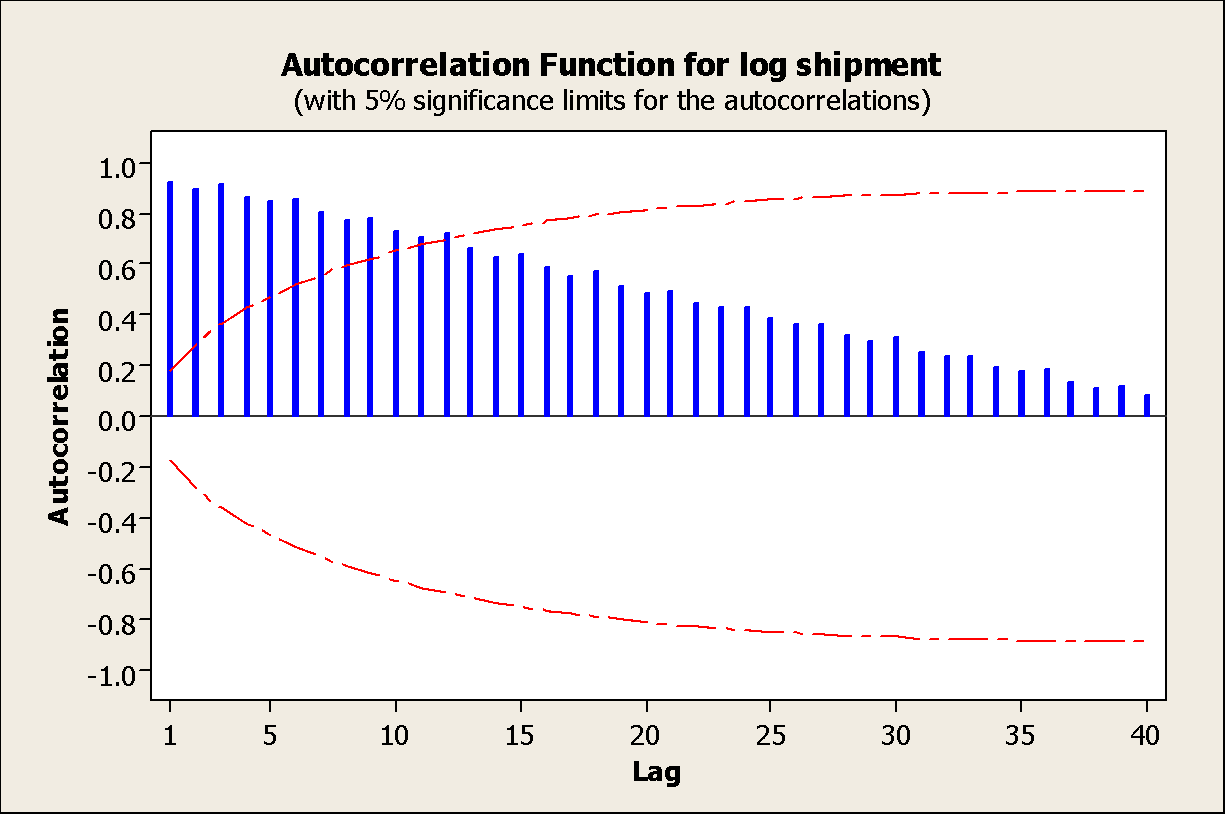 Autocorrelation Function for log shipment
(with 5% significance limits for the autocorrelations)
Autocorrelation
1.0
0.8
0.6
0.4
0.2
0.0
-0.2
-0.4
-0.6
-0.8
-1.0
1 5 10 15 20 25 30 35 40
Lag